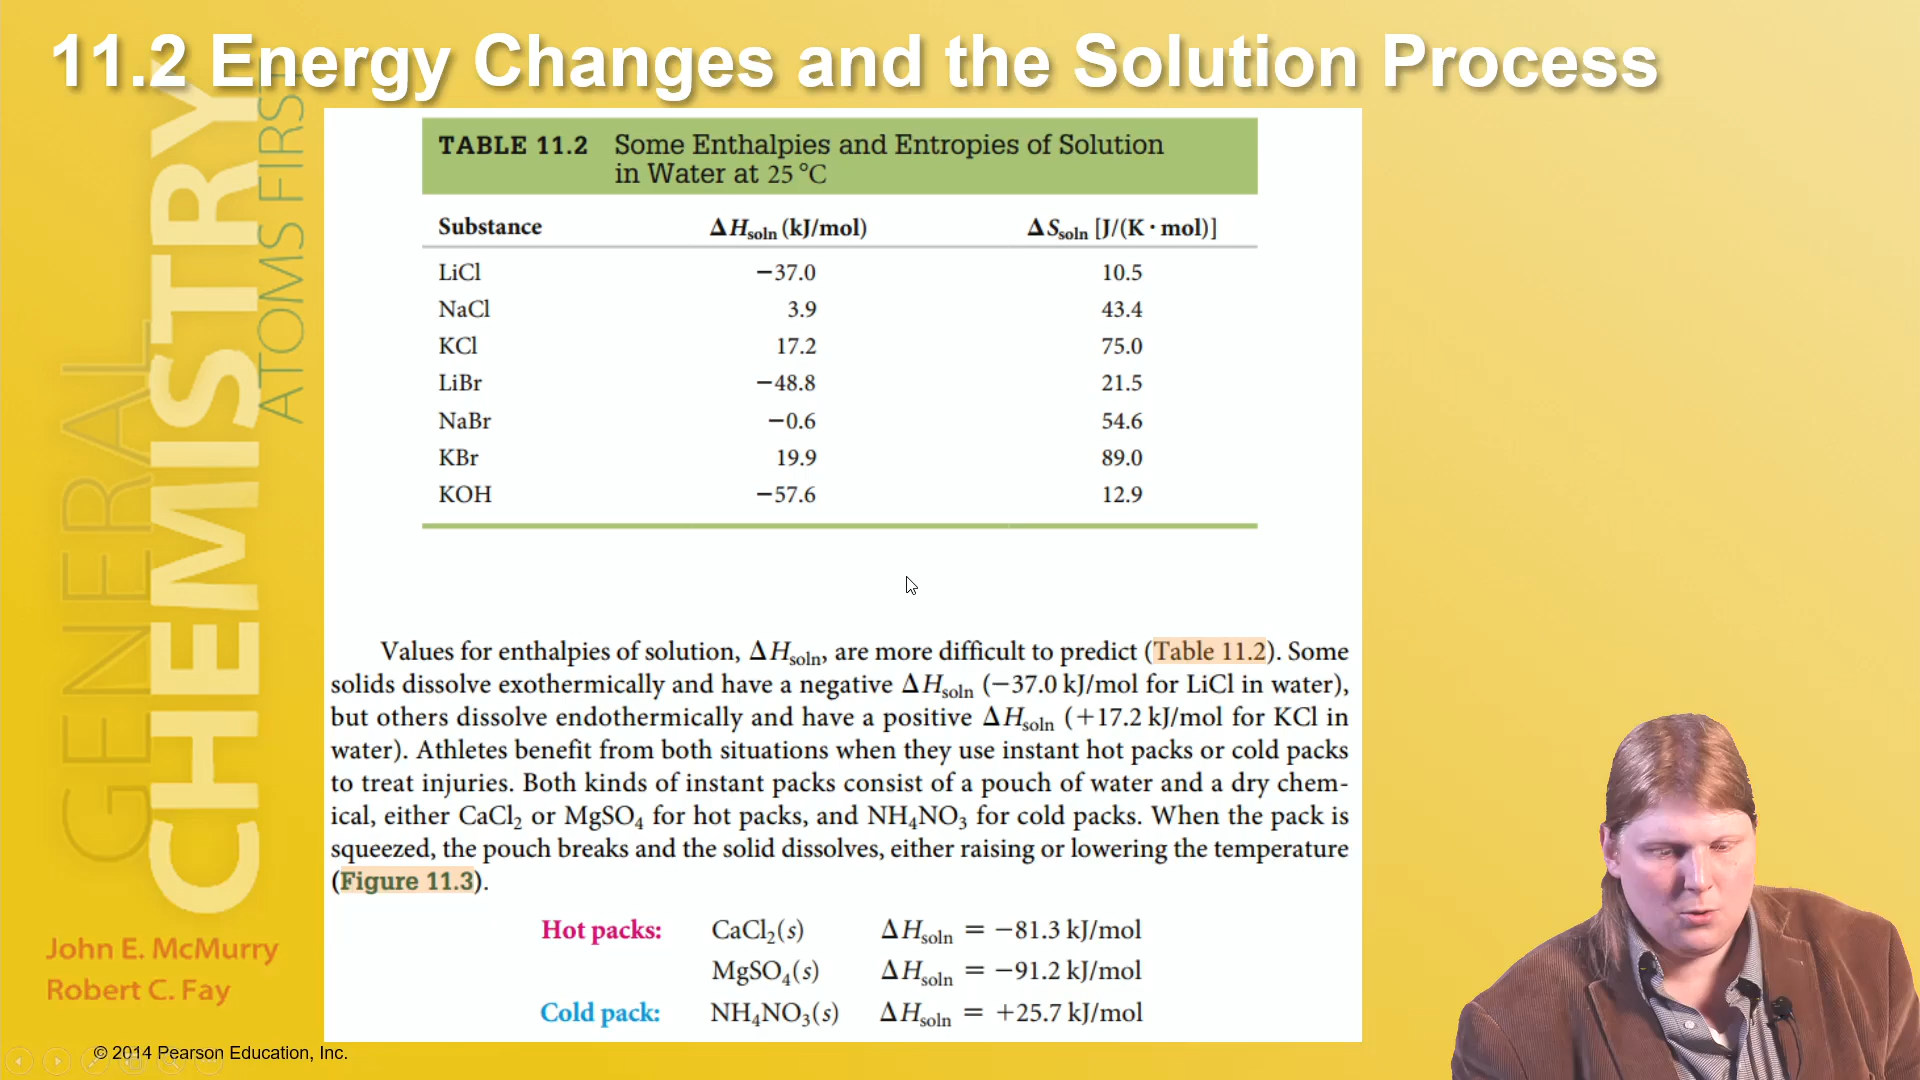 11.2 Energy Changes and the Solution Process
GENERAL
CHEMISTRY
ATOMS FIRST
John E. McMurry
Robert C. Fay
TABLE 11.2 Some Enthalpies and Entropies of Solution
in Water at 25 °C
Substance ΔHsoln (kJ/mol) ΔSsoln [J/(K · mol)]
LiCl −37.0 10.5
NaCl 3.9 43.4
KCl 17.2 75.0
LiBr −48.8 21.5
NaBr −0.6 54.6
KBr 19.9 89.0
KOH −57.6 12.9
Values for enthalpies of solution, ΔHsoln, are more difficult to predict (Table 11.2). Some
solids dissolve exothermically and have a negative ΔHsoln (−37.0 kJ/mol for LiCl in water),
but others dissolve endothermically and have a positive ΔHsoln (+17.2 kJ/mol for KCl in
water). Athletes benefit from both situations when they use instant hot packs or cold packs
to treat injuries. Both kinds of instant packs consist of a pouch of water and a dry chem-
ical, either CaCl₂ or MgSO₄ for hot packs, and NH₄NO₃ for cold packs. When the pack is
squeezed, the pouch breaks and the solid dissolves, either raising or lowering the temperature
(Figure 11.3).
Hot packs: CaCl₂(s) ΔHsoln = −81.3 kJ/mol
MgSO₄(s) ΔHsoln = −91.2 kJ/mol
Cold pack: NH₄NO₃(s) ΔHsoln = +25.7 kJ/mol
© 2014 Pearson Education, Inc.